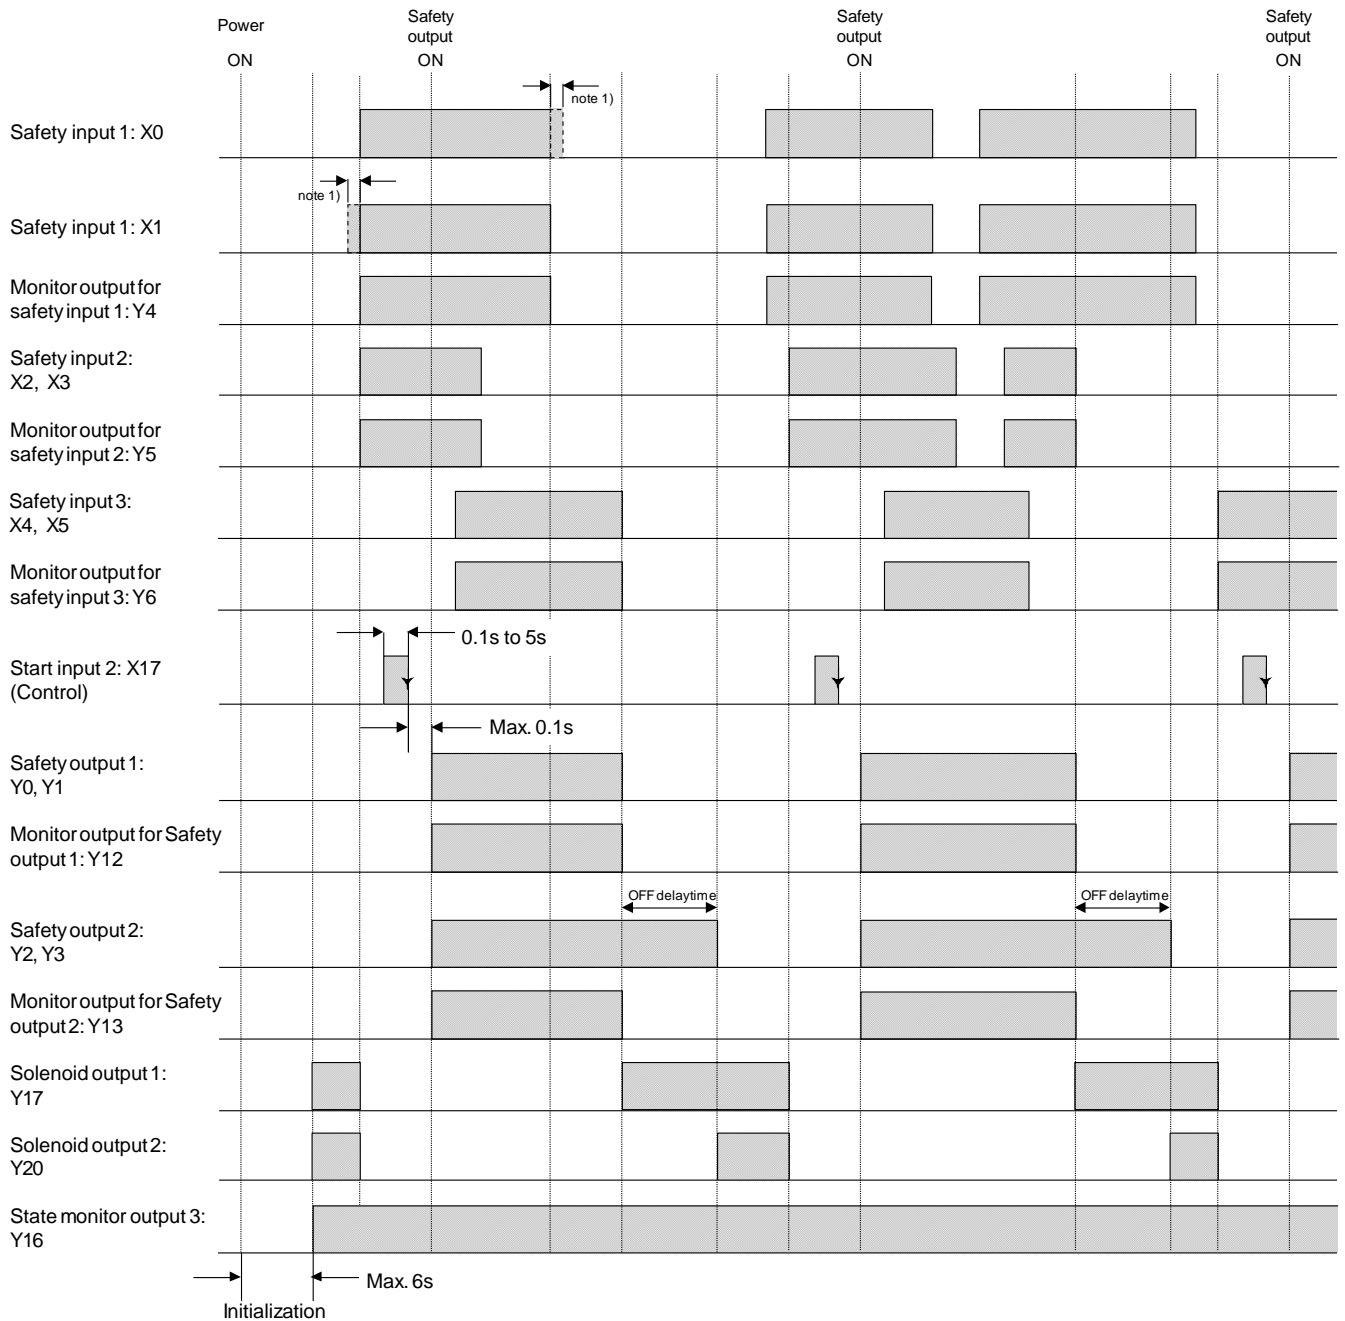 Power
ON
Safety
output
ON
Safety
output
ON
Safety
output
ON
note 1)
Safety input 1: X0
note 1)
Safety input 1: X1
Monitor output for
safety input 1: Y4
Safety input 2:
X2, X3
Monitor output for
safety input 2: Y5
Safety input 3:
X4, X5
Monitor output for
safety input 3: Y6
0.1s to 5s
Start input 2: X17
(Control)
Max. 0.1s
Safety output 1:
Y0, Y1
Monitor output for Safety
output 1: Y12
OFF delay time
OFF delay time
Safety output 2:
Y2, Y3
Monitor output for Safety
output 2: Y13
Solenoid output 1:
Y17
Solenoid output 2:
Y20
State monitor output 3:
Y16
Max. 6s
Initialization